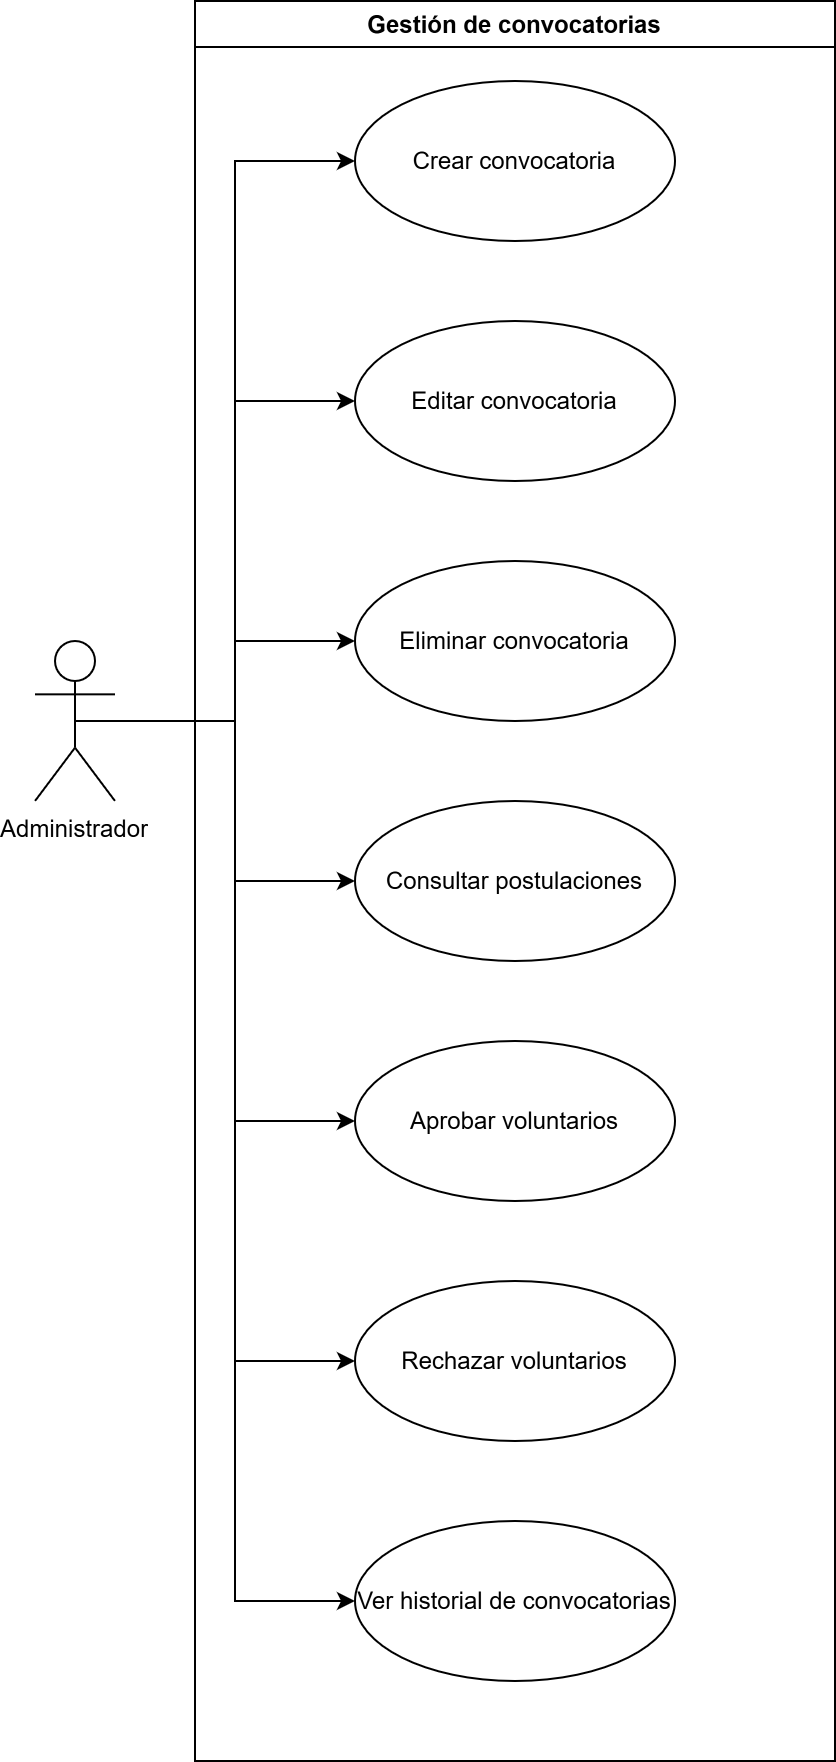 Gestión de convocatorias
Crear convocatoria
Editar convocatoria
Eliminar convocatoria
Administrador
Consultar postulaciones
Aprobar voluntarios
Rechazar voluntarios
Ver historial de convocatorias